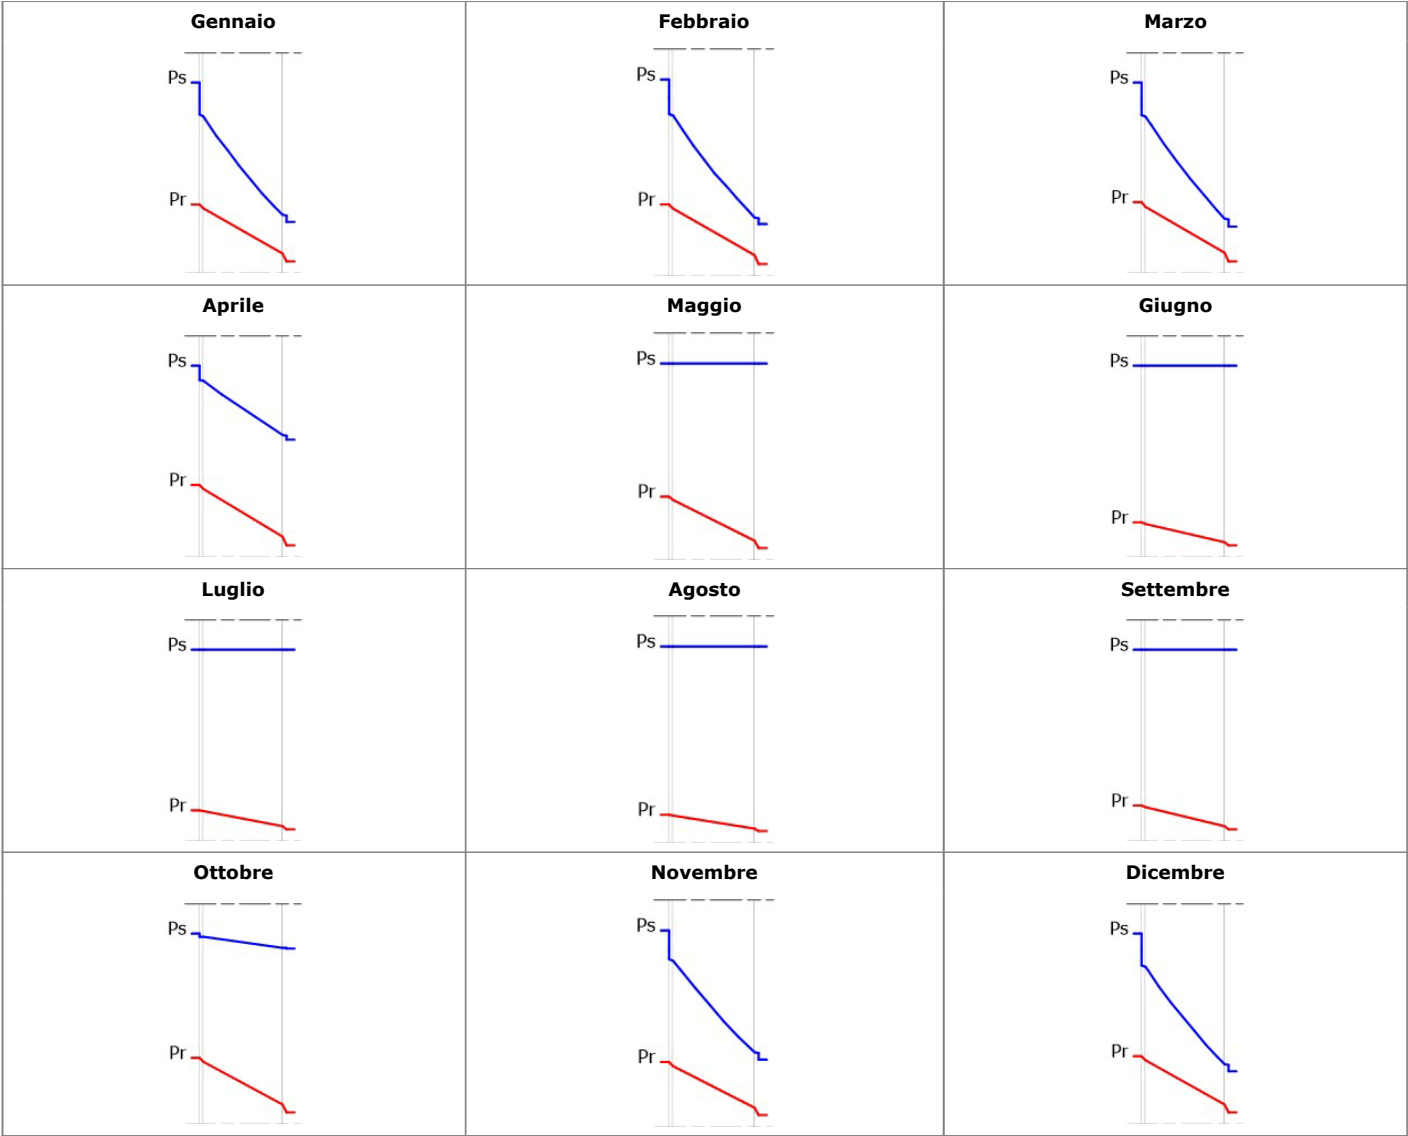 Gennaio
Febbraio
Marzo
Ps
Ps
Ps
Pr
Pr
Pr
Aprile
Maggio
Giugno
Ps
Ps
Ps
Pr
Pr
Pr
Luglio
Agosto
Settembre
Ps
Ps
Ps
Pr
Pr
Pr
Ottobre
Novembre
Dicembre
Ps
Ps
Ps
Pr
Pr
Pr